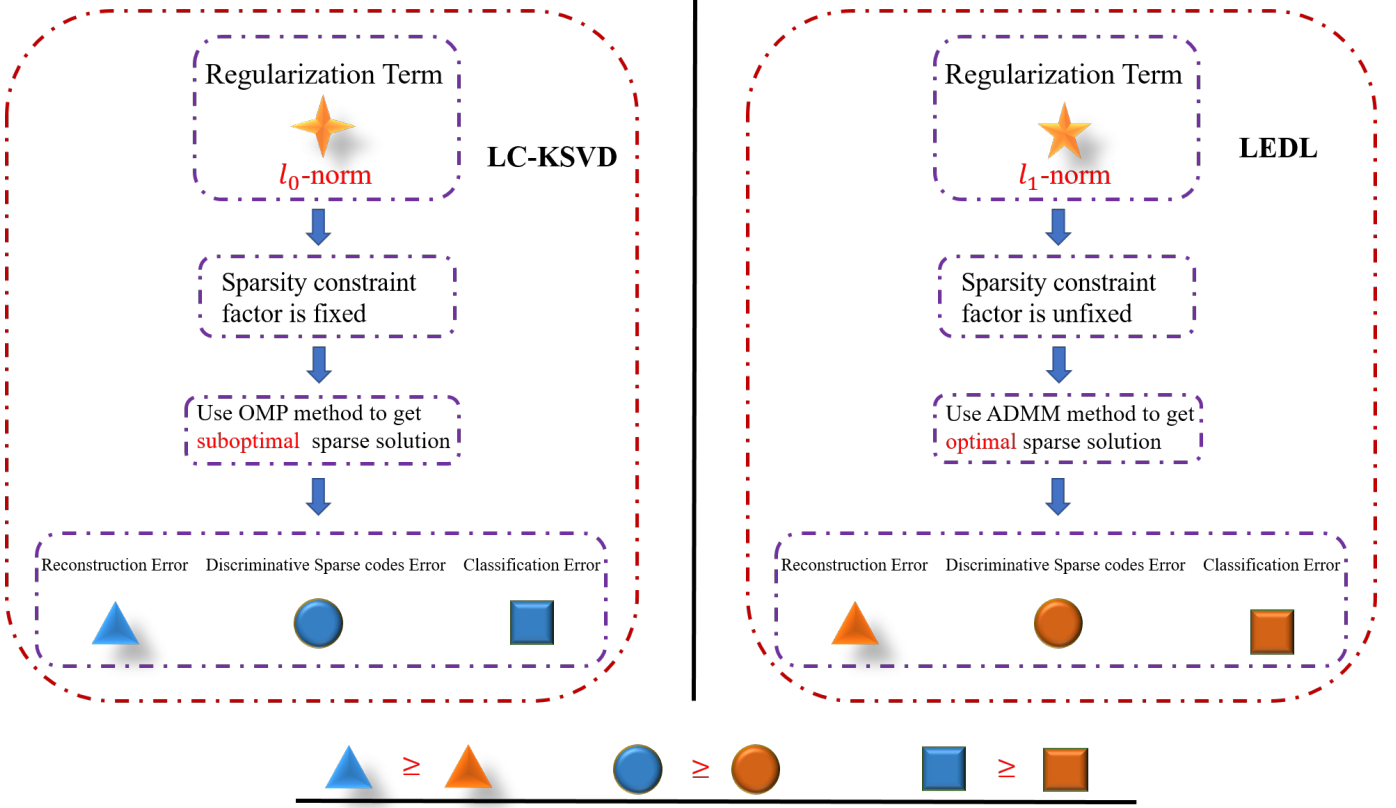 Regularization Term
l₀-norm
LC-KSVD
Sparsity constraint
factor is fixed
Use OMP method to get
suboptimal sparse solution
Reconstruction Error Discriminative Sparse codes Error Classification Error
Regularization Term
l₁-norm
LEDL
Sparsity constraint
factor is unfixed
Use ADMM method to get
optimal sparse solution
Reconstruction Error Discriminative Sparse codes Error Classification Error
≥ ≥ ≥